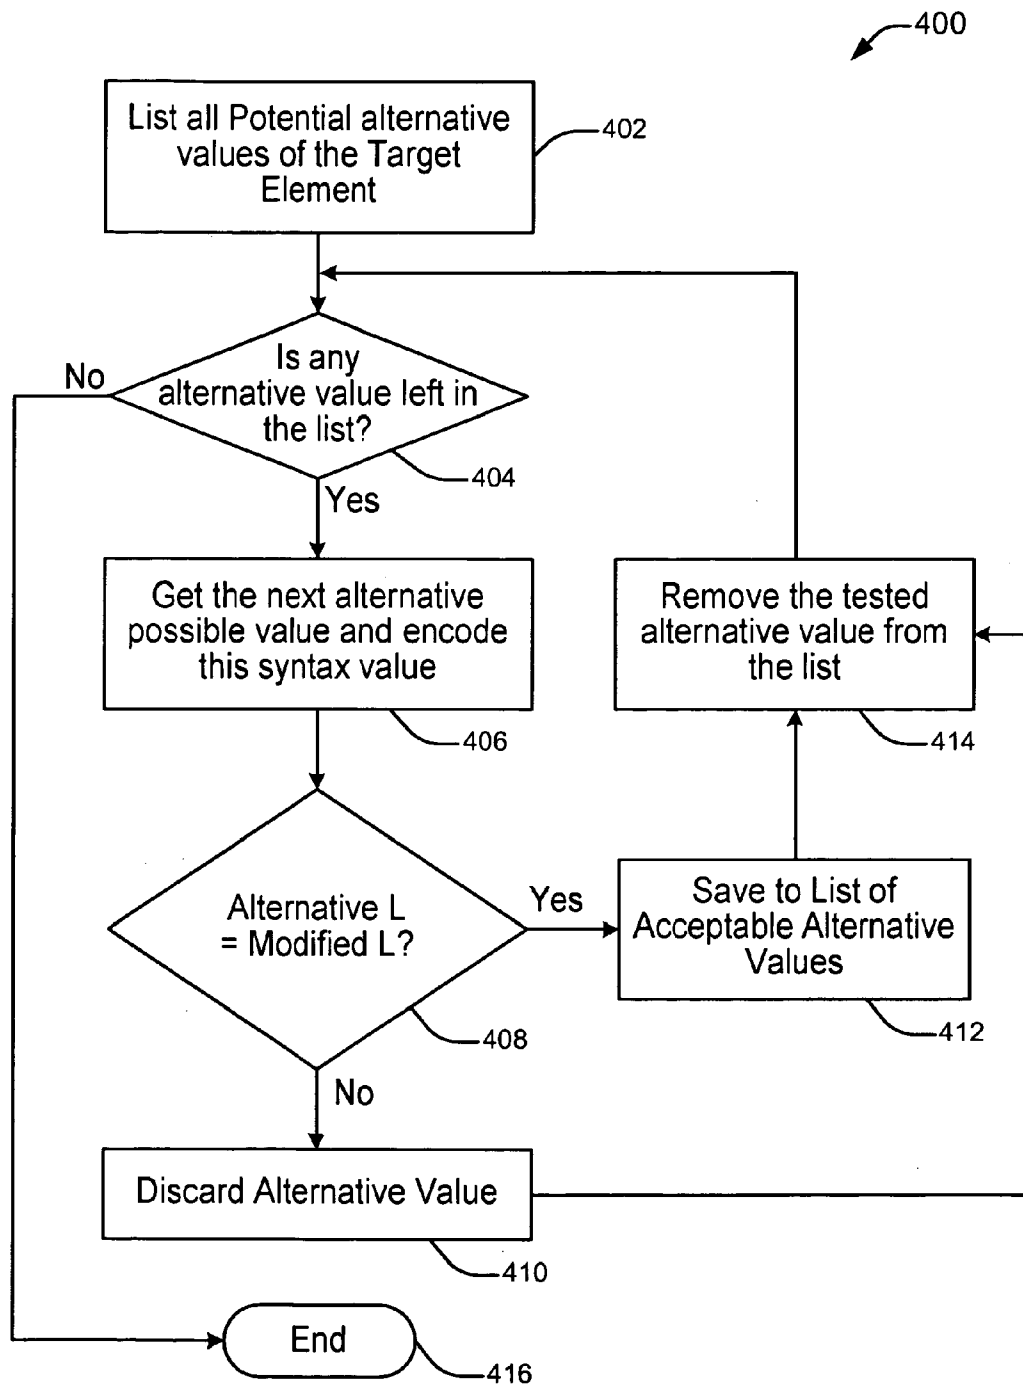 400
List all Potential alternative
values of the Target
Element
402
Is any
alternative value left in
the list?
No
404
Yes
Get the next alternative
possible value and encode
this syntax value
406
Remove the tested
alternative value from
the list
414
Alternative L
= Modified L?
Yes
408
Save to List of
Acceptable Alternative
Values
412
No
Discard Alternative Value
410
End
416